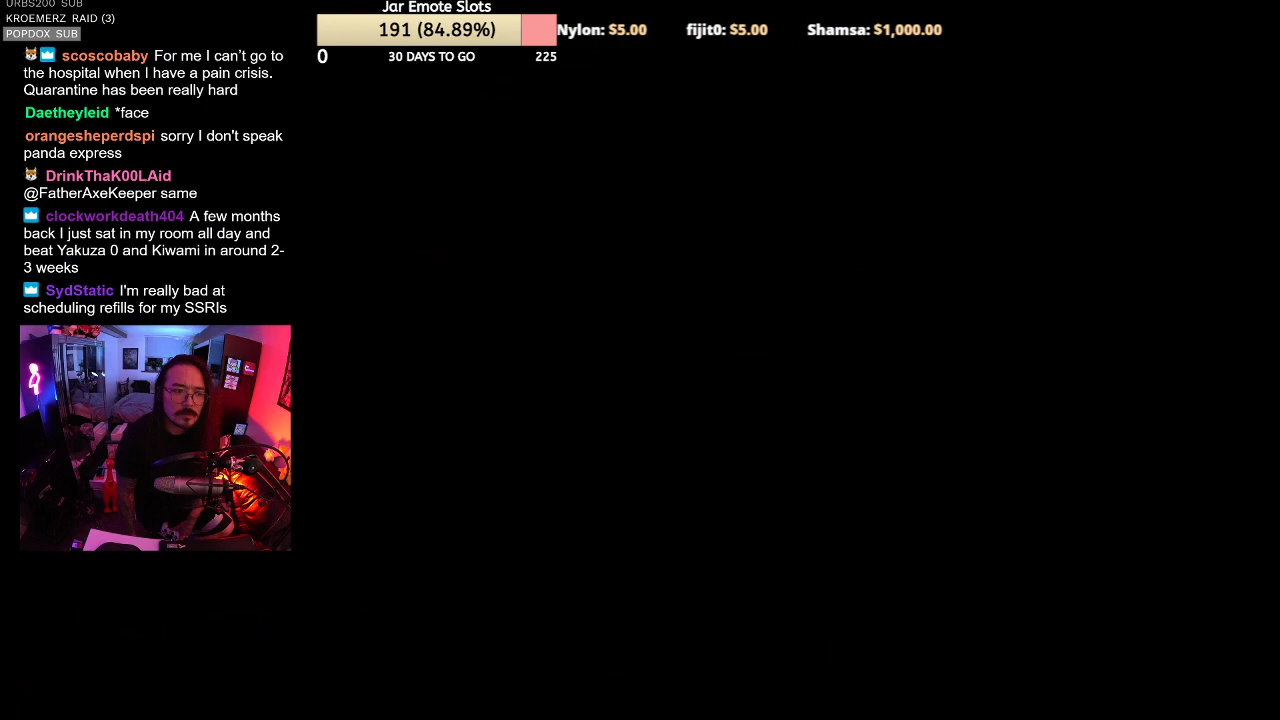 URBS200 SUB
KROEMERZ RAID (3)
POPDOX SUB
scoscobaby For me I can’t go to
the hospital when I have a pain crisis.
Quarantine has been really hard
Daetheyleid *face
orangesheperdspi sorry I don't speak
panda express
DrinkThaK00LAid
@FatherAxeKeeper same
clockworkdeath404 A few months
back I just sat in my room all day and
beat Yakuza 0 and Kiwami in around 2-
3 weeks
SydStatic I'm really bad at
scheduling refills for my SSRIs
Jar Emote Slots
191 (84.89%)
0 30 DAYS TO GO 225
Nylon: $5.00 fijit0: $5.00 Shamsa: $1,000.00